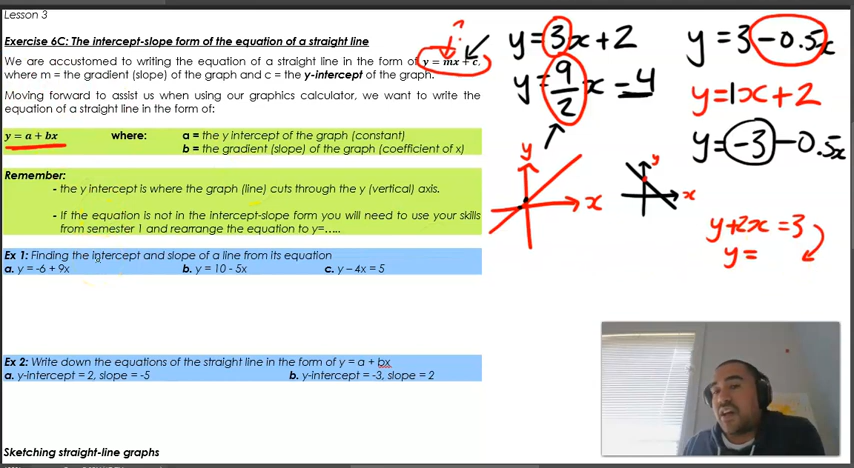 Lesson 3
Exercise 6C: The intercept-slope form of the equation of a straight line
We are accustomed to writing the equation of a straight line in the form of y = mx + c,
where m = the gradient (slope) of the graph and c = the y-intercept of the graph.
Moving forward to assist us when using our graphics calculator, we want to write the
equation of a straight line in the form of:
y = a + bx where: a = the y intercept of the graph (constant)
b = the gradient (slope) of the graph (coefficient of x)
Remember:
- the y intercept is where the graph (line) cuts through the y (vertical) axis.
- If the equation is not in the intercept-slope form you will need to use your skills
from semester 1 and rearrange the equation to y=…..
Ex 1: Finding the intercept and slope of a line from its equation
a. y = -6 + 9x b. y = 10 - 5x c. y – 4x = 5
Ex 2: Write down the equations of the straight line in the form of y = a + bx
a. y-intercept = 2, slope = -5 b. y-intercept = -3, slope = 2
Sketching straight-line graphs
y=3x+2
y=9/2x-4
y=3-0.5x
y=1x+2
y=-3-0.5x
y
x
y
x
y+2x=3
y=